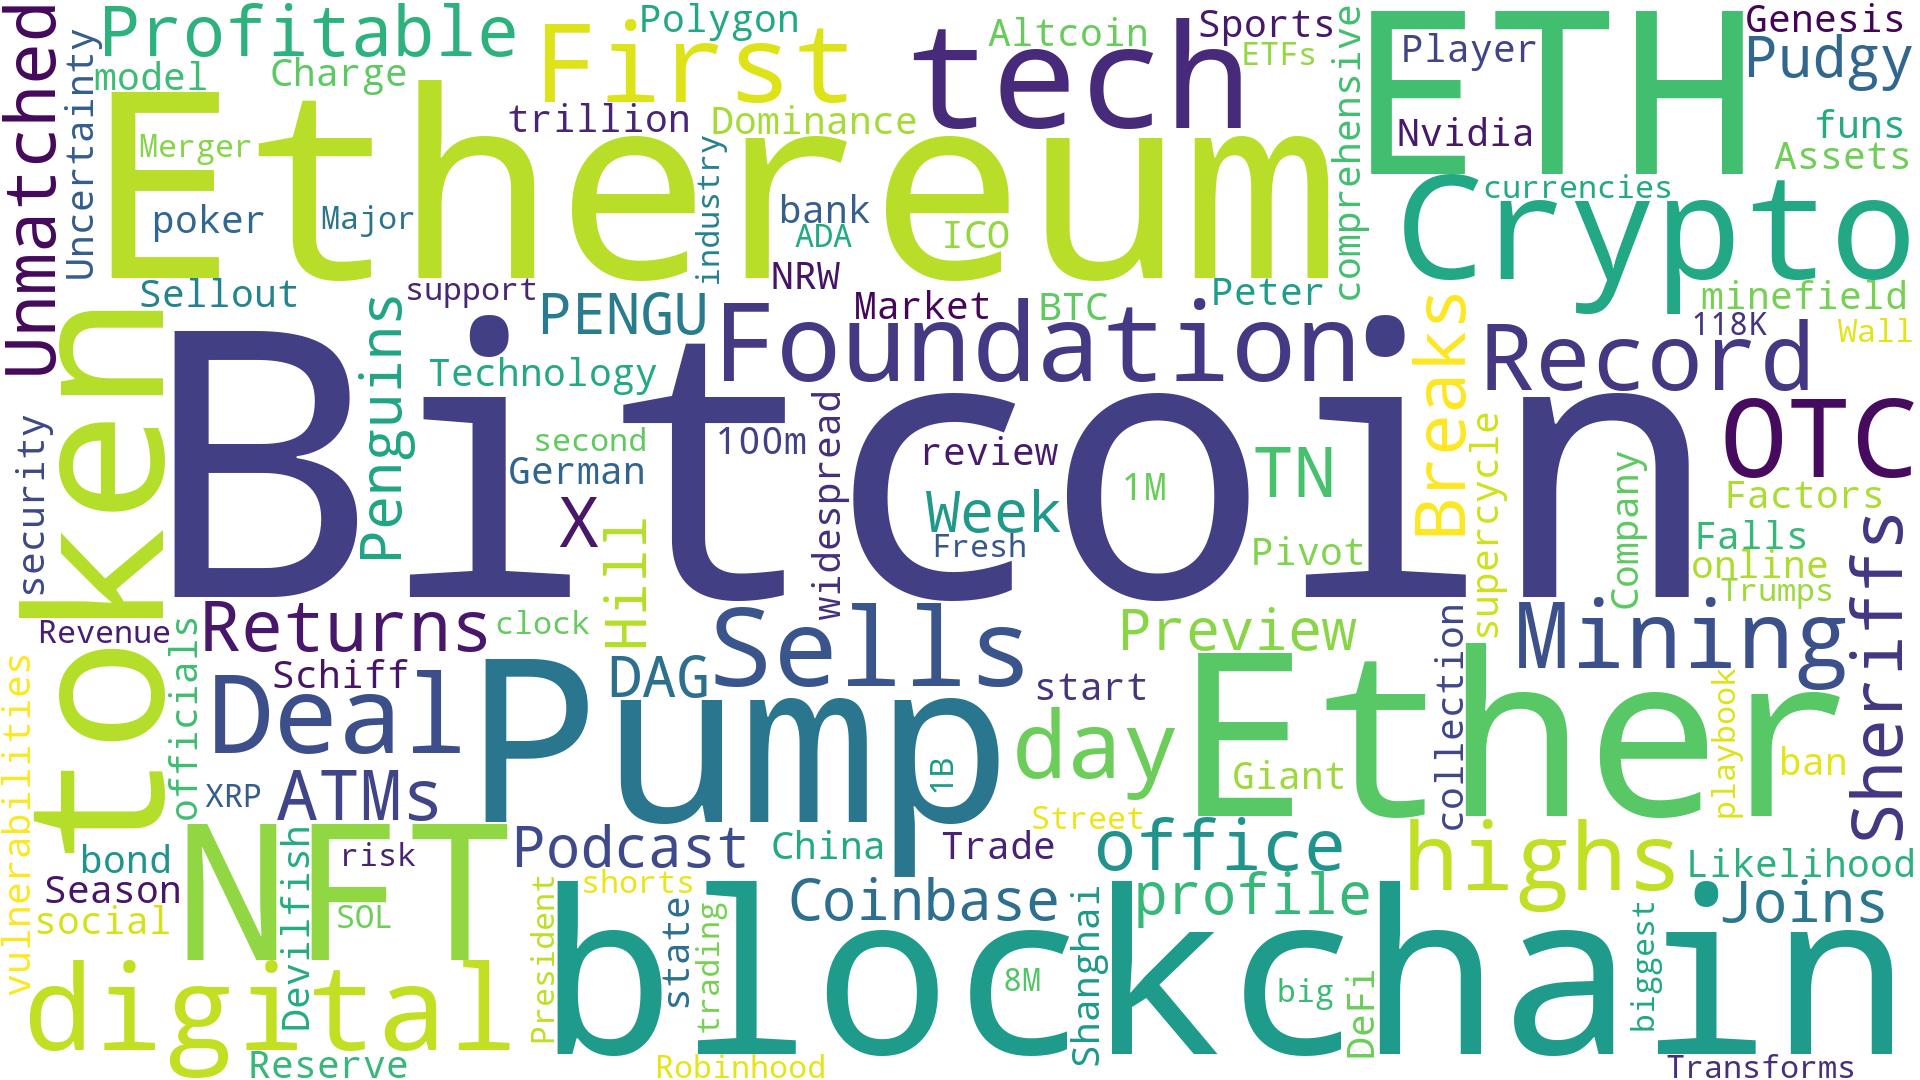 Unmatched
Uncertainty
Profitable
model
Charge
First
Polygon
tech
Altcoin
Sports
ETFs
comprehensive
ETH
Player
Nvidia
Genesis
Pudgy
funs
Assets
Ethereum
Merger
poker
Major
trillion
Dominance
industry
bank
ADA
ICO
NRW
Crypto
currencies
minefield
118K
Wall
Sellout
support
PENGU
Market
BTC
Peter
Foundation
Breaks
Record
OTC
token
Penguins
Technology
Bitcoin
security
second
German
X
100m
widespread
review
Week
Fresh
1M
TN
Pivot
supercycle
Company
Factors
Falls
online
Trumps
Sheriffs
Hill
Revenue
officials
Returns
clock
Schiff
Deal
Sells
Preview
Mining
DAG
start
Pump
1B
day
Ether
Giant
collection
playbook
ban
vulnerabilities
XRP
ATMs
Street
NFT
bond
Season
social
Devilfish
risk
SOL
Podcast
China
Trade
office
highs
Likelihood
shorts
Coinbase
profile
Joins
President
state
trading
blockchain
8M
Shanghai
big
DeFi
biggest
digital
Reserve
Robinhood
Transforms